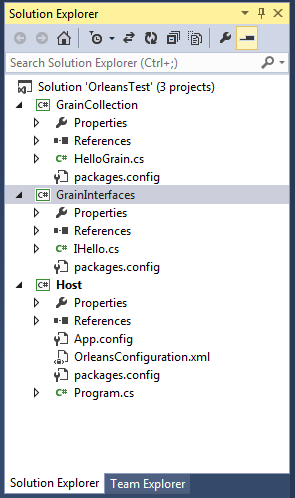 Solution Explorer
Search Solution Explorer (Ctrl+;)
Solution 'OrleansTest' (3 projects)
C# GrainCollection
Properties
References
C# HelloGrain.cs
packages.config
C# GrainInterfaces
Properties
References
C# IHello.cs
packages.config
C# Host
Properties
References
App.config
OrleansConfiguration.xml
packages.config
C# Program.cs
Solution Explorer Team Explorer